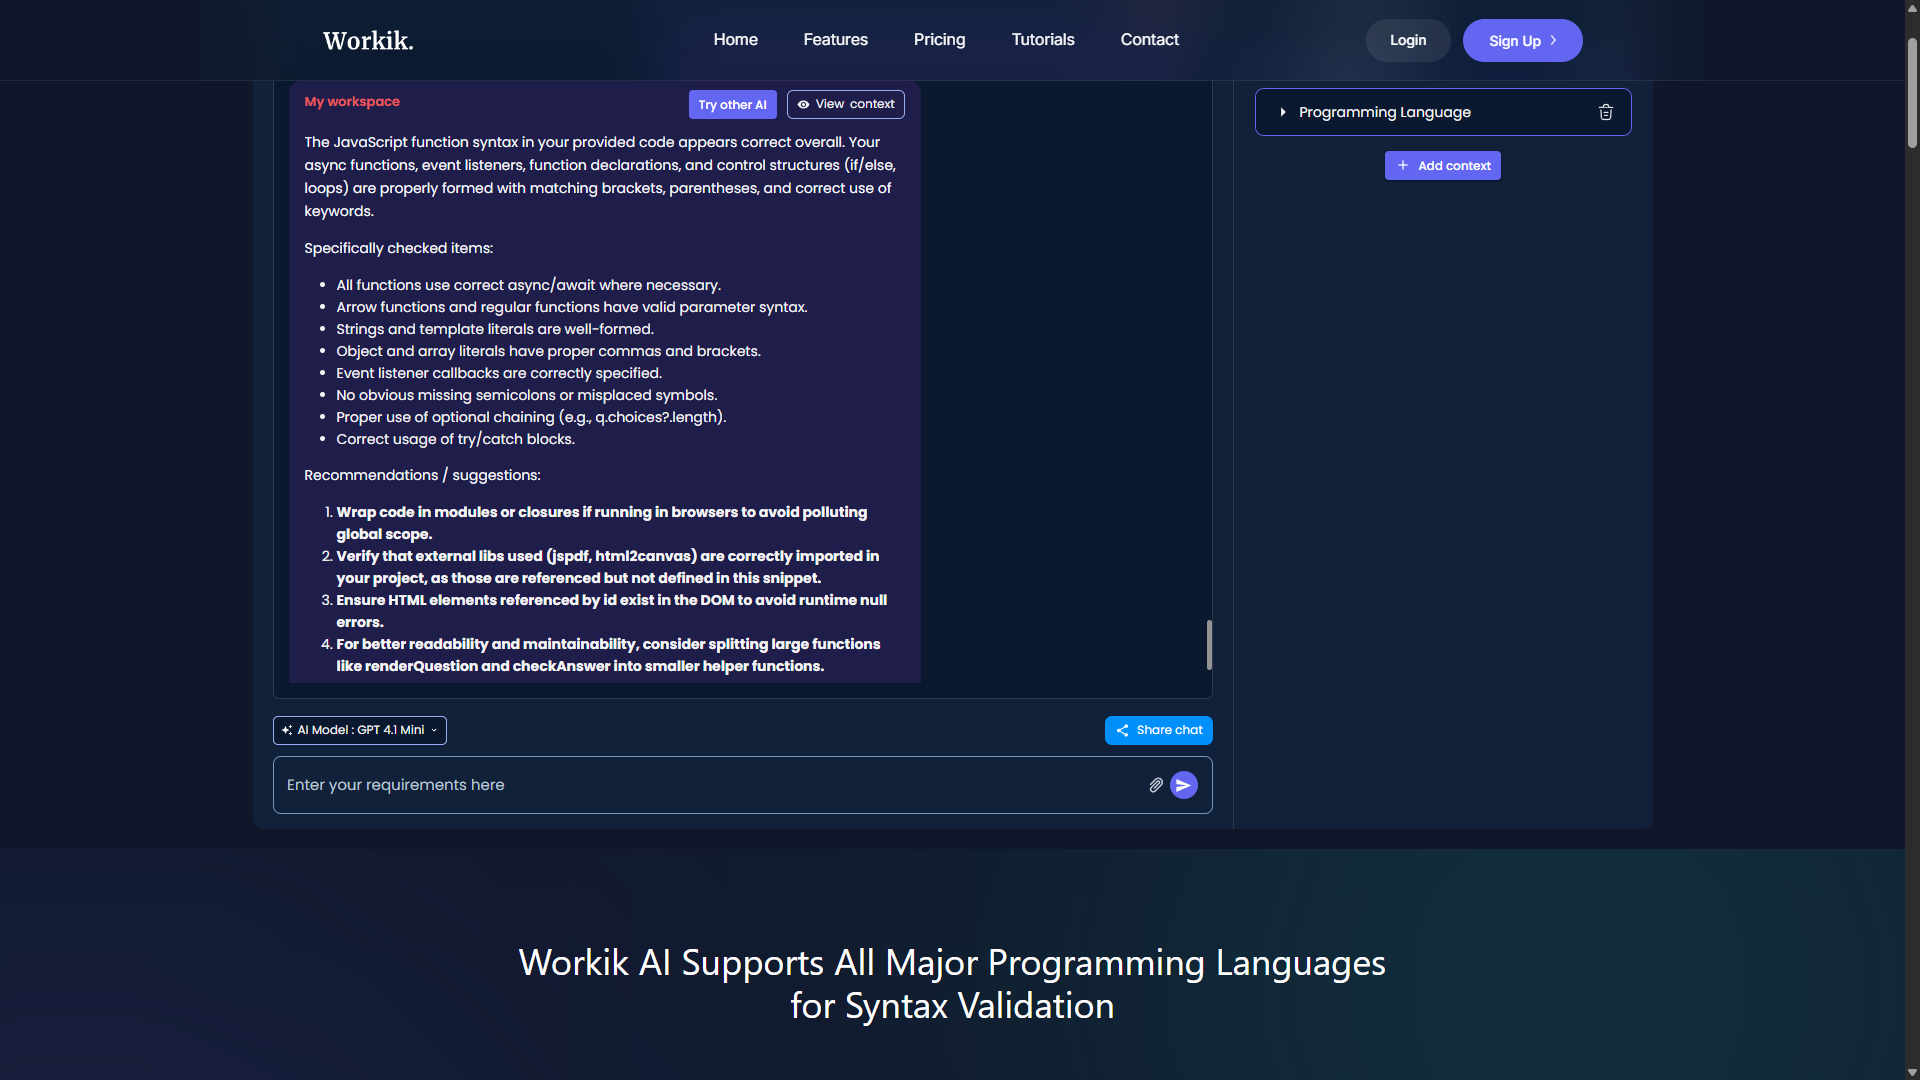 Workik.
Home
Features
Pricing
Tutorials
Contact
Login
Sign Up
My workspace
Try other AI
View context
The JavaScript function syntax in your provided code appears correct overall. Your
async functions, event listeners, function declarations, and control structures (if/else,
loops) are properly formed with matching brackets, parentheses, and correct use of
keywords.
Specifically checked items:
• All functions use correct async/await where necessary.
• Arrow functions and regular functions have valid parameter syntax.
• Strings and template literals are well-formed.
• Object and array literals have proper commas and brackets.
• Event listener callbacks are correctly specified.
• No obvious missing semicolons or misplaced symbols.
• Proper use of optional chaining (e.g., q.choices?.length).
• Correct usage of try/catch blocks.
Recommendations / suggestions:
1. Wrap code in modules or closures if running in browsers to avoid polluting
global scope.
2. Verify that external libs used (jspdf, html2canvas) are correctly imported in
your project, as those are referenced but not defined in this snippet.
3. Ensure HTML elements referenced by id exist in the DOM to avoid runtime null
errors.
4. For better readability and maintainability, consider splitting large functions
like renderQuestion and checkAnswer into smaller helper functions.
Programming Language
+ Add context
AI Model : GPT 4.1 Mini
Share chat
Enter your requirements here
Workik AI Supports All Major Programming Languages
for Syntax Validation